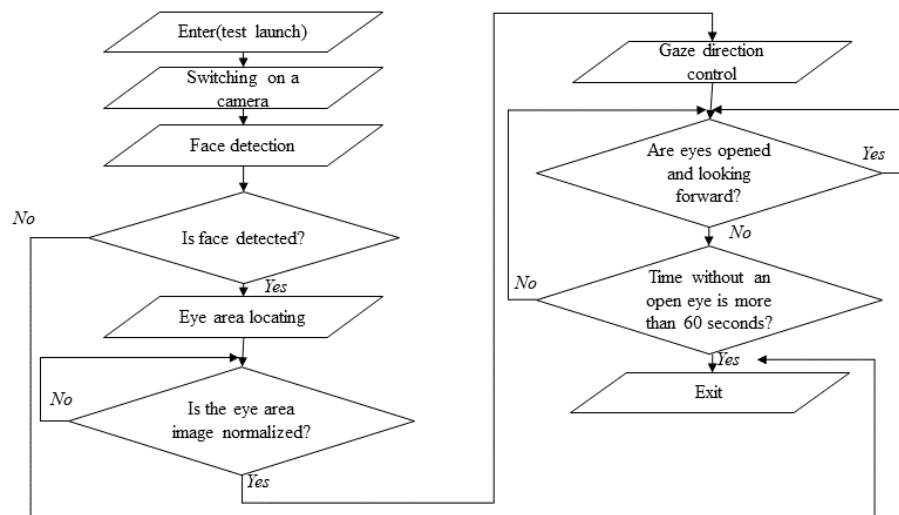 Enter(test launch)
Switching on a
camera
Face detection
No
Is face detected?
Yes
Eye area locating
No
Is the eye area
image normalized?
Yes
Gaze direction
control
Are eyes opened
and looking
forward?
Yes
No
No
Time without an
open eye is more
than 60 seconds?
Yes
Exit